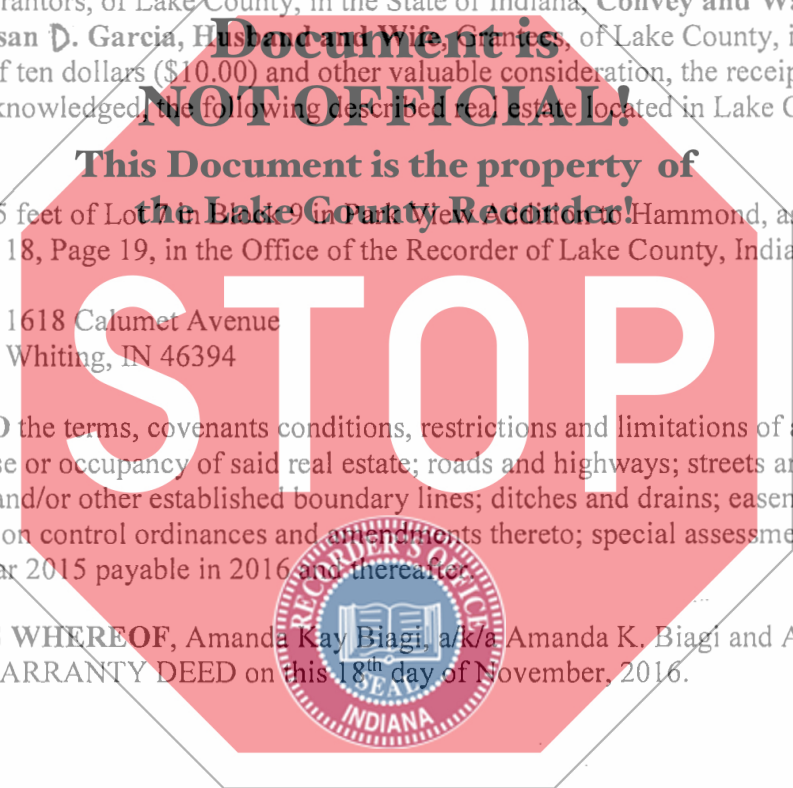 rantors, of Lake County, in the State of Indiana, Convey and Wa
san D. Garcia, Husband and Wife, Grantees, of Lake County, i
f ten dollars ($10.00) and other valuable consideration, the receip
knowledged, the following described real estate located in Lake C
Document is
NOT OFFICIAL!
This Document is the property of
the Lake County Recorder!
5 feet of Lot 7 in Block 9 in Park View Addition to Hammond, as
18, Page 19, in the Office of the Recorder of Lake County, India
1618 Calumet Avenue
Whiting, IN 46394
STOP
O the terms, covenants conditions, restrictions and limitations of a
se or occupancy of said real estate; roads and highways; streets an
and/or other established boundary lines; ditches and drains; easem
on control ordinances and amendments thereto; special assessme
ar 2015 payable in 2016 and thereafter.
S WHEREOF, Amanda Kay Biagi, a/k/a Amanda K. Biagi and A
ARRANTY DEED on this 18th day of November, 2016.
RECORDER'S OFFICE
SEAL
INDIANA